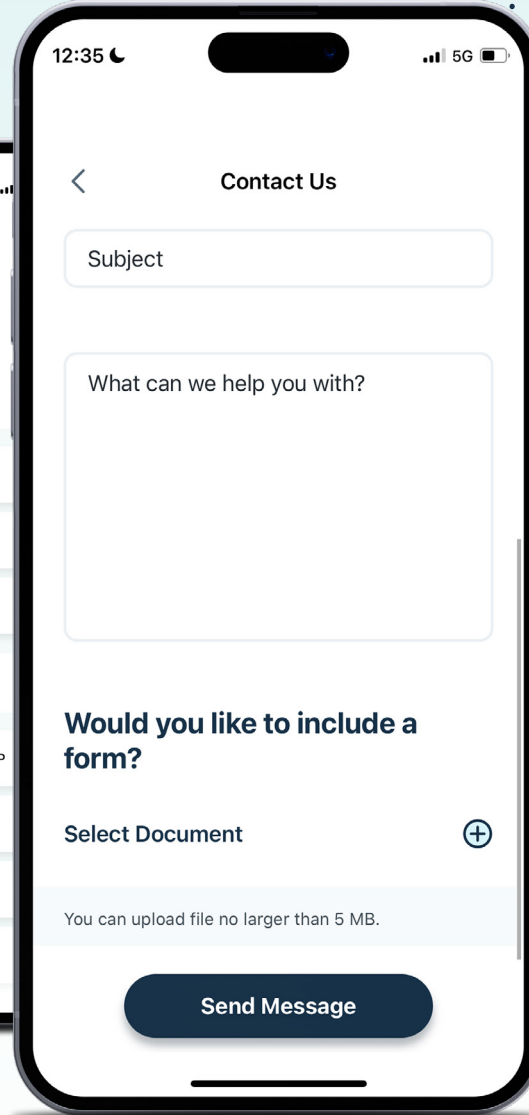 12:35
5G
Contact Us
Subject
What can we help you with?
Would you like to include a
form?
Select Document
You can upload file no larger than 5 MB.
Send Message